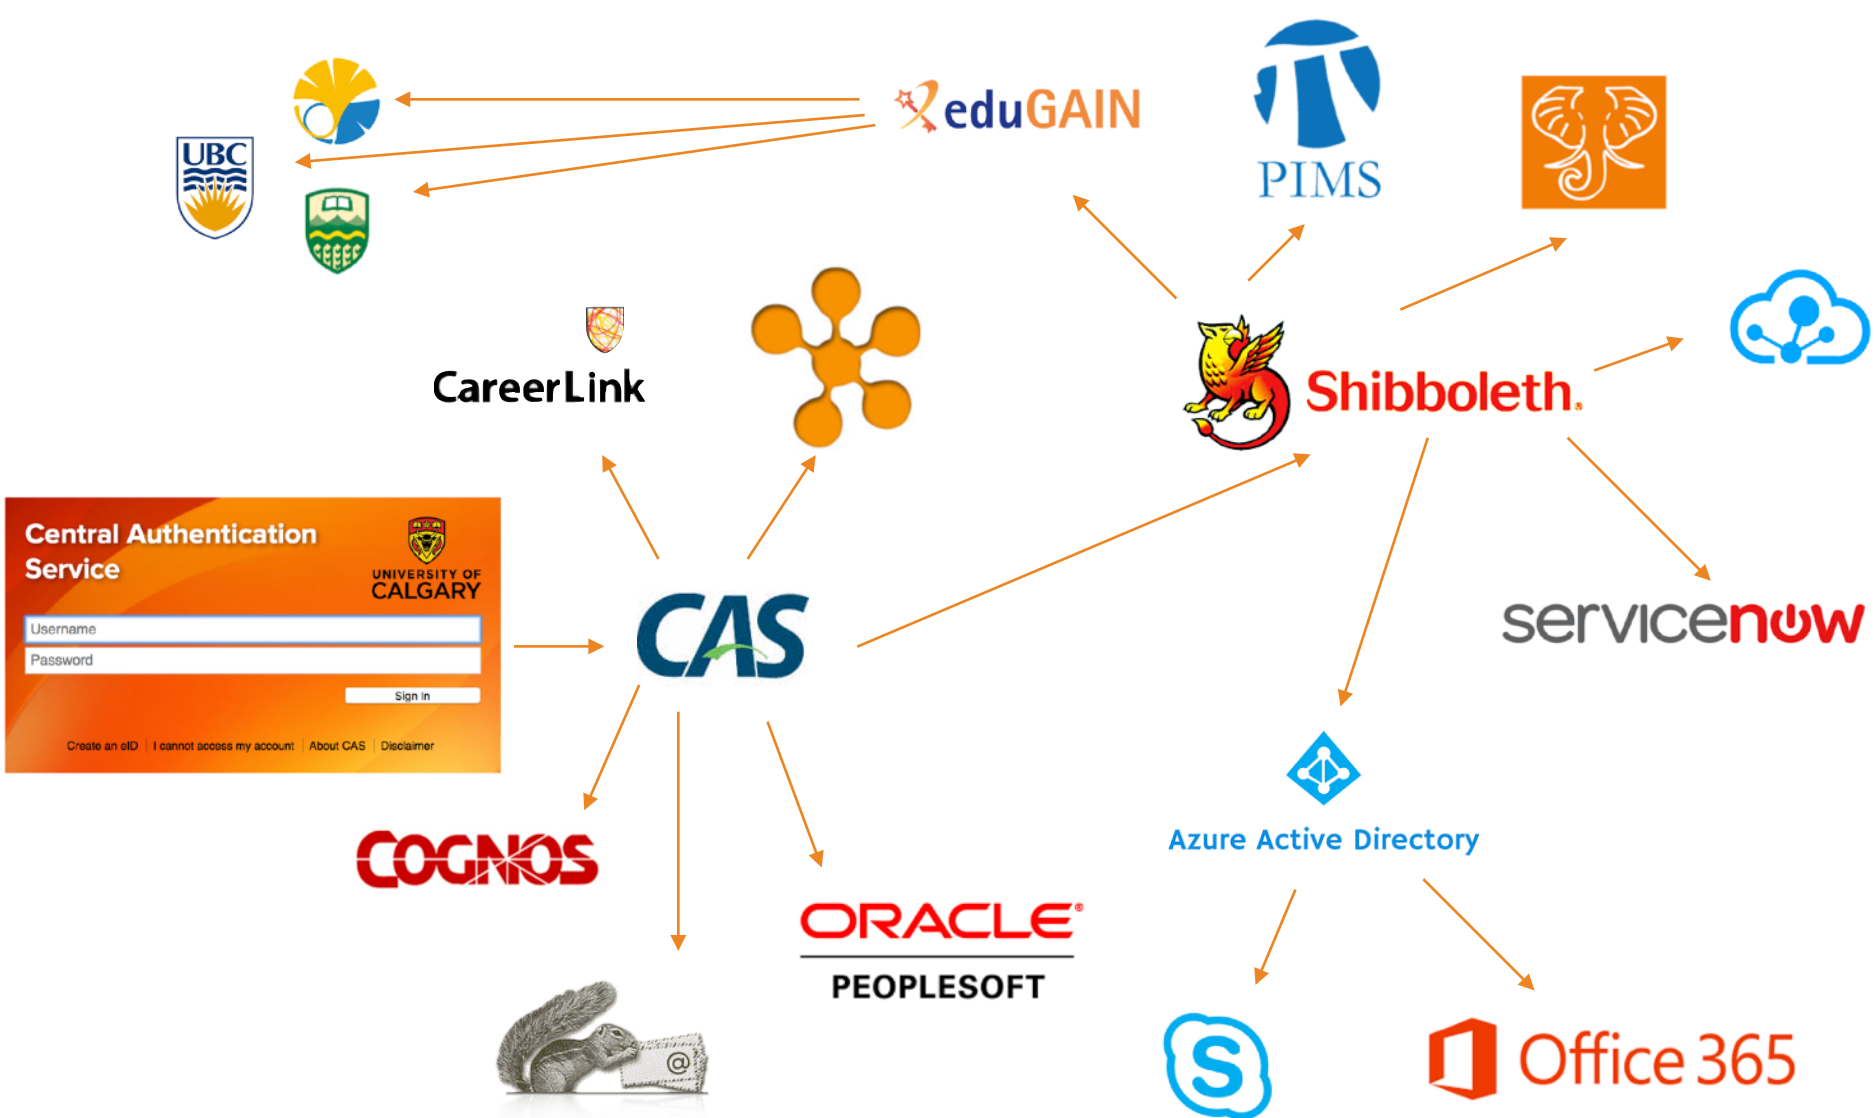 eduGAIN
UBC
PIMS
CareerLink
Shibboleth.
Central Authentication
Service
UNIVERSITY OF
CALGARY
Username
Password
Sign In
Create an eID | I cannot access my account | About CAS | Disclaimer
CAS
servicenow
Azure Active Directory
COGNOS
ORACLE®
PEOPLESOFT
@
S
Office 365